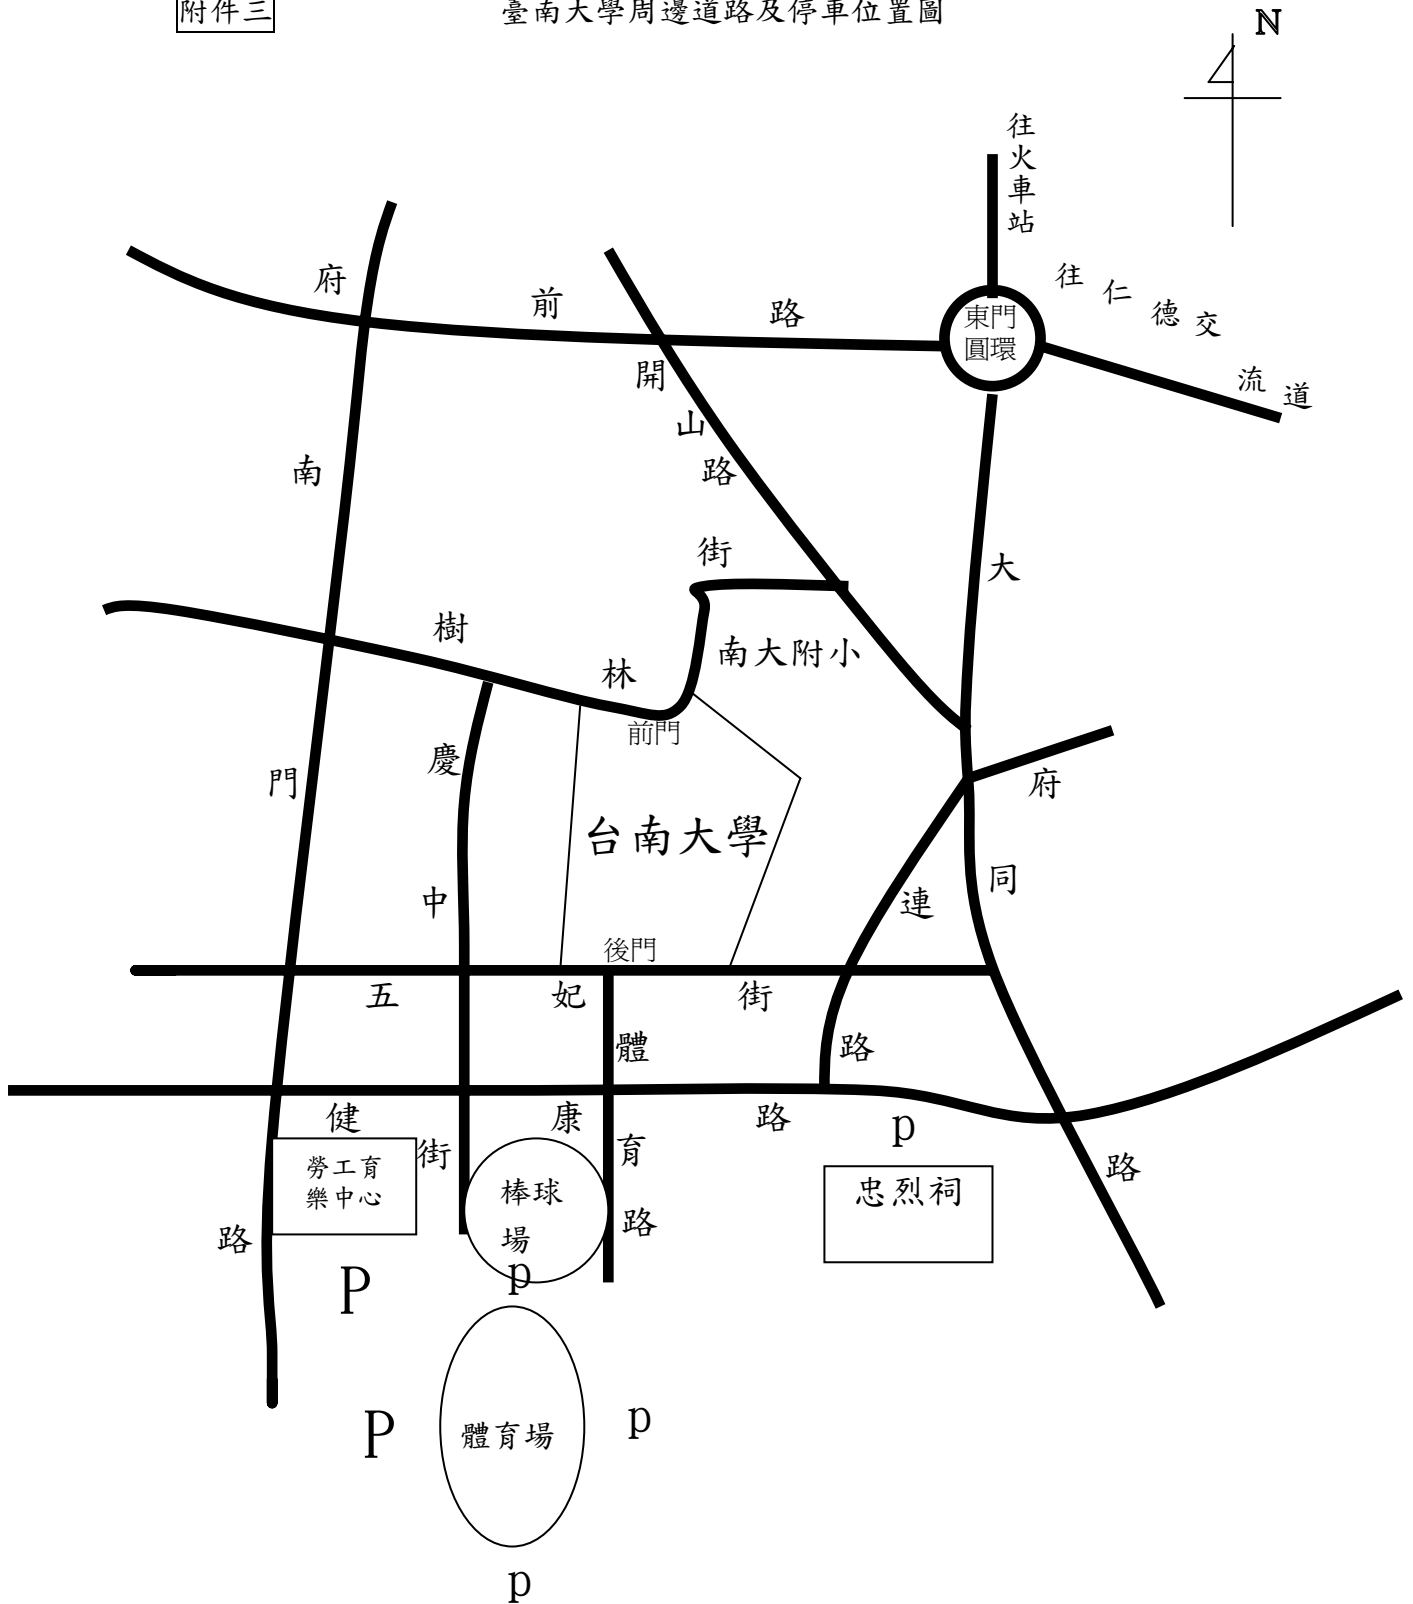 附件三
臺南大學周邊道路及停車位置圖
N
往火車站
往仁德交流道
東門
圓環
府前路
開山路
南門路
大同路
樹林街
南大附小
前門
慶中街
台南大學
府連路
後門
五妃街
體育路
健康路
p
勞工育
樂中心
棒球
場
p
忠烈祠
P
P
體育場
p
p